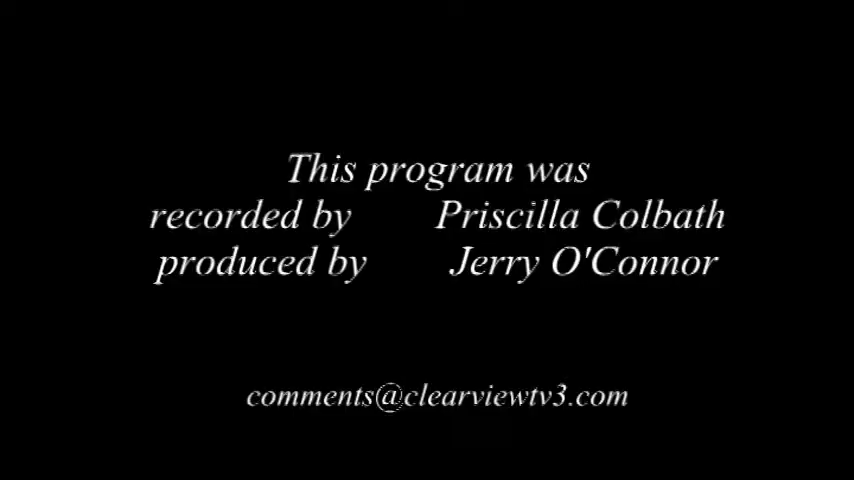 This program was
recorded by Priscilla Colbath
produced by Jerry O'Connor
comments@clearviewtv3.com